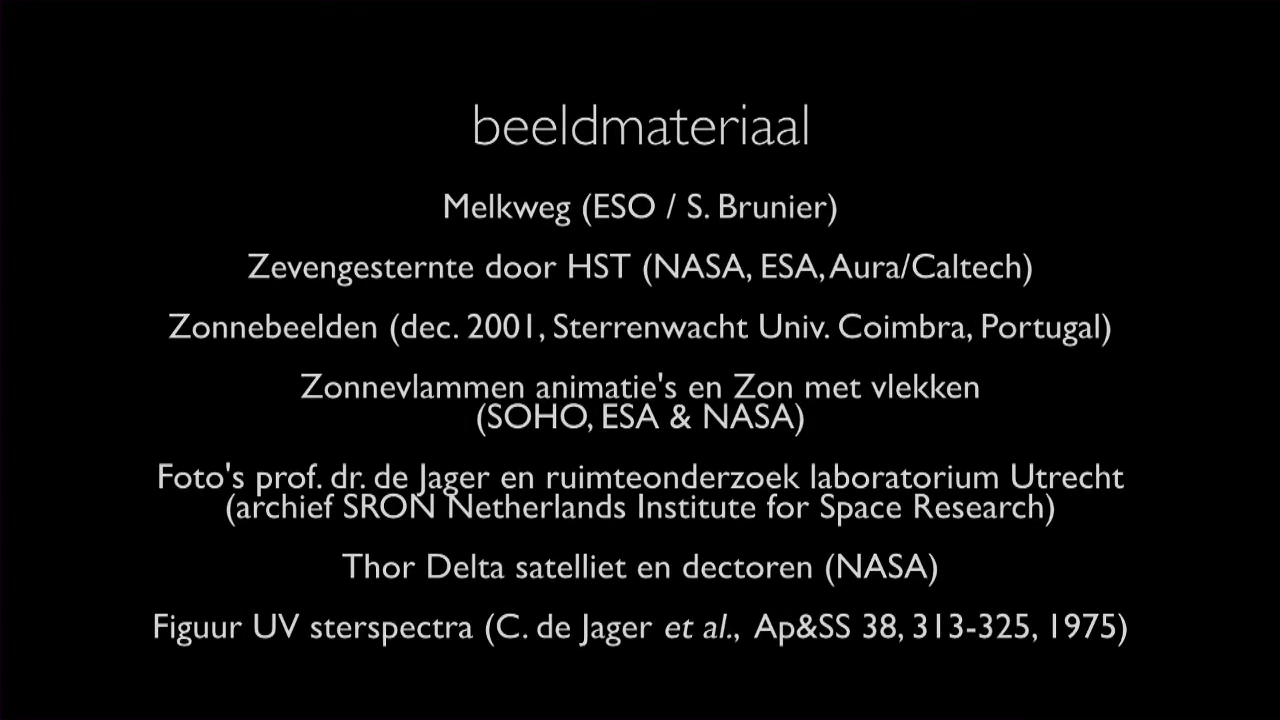 beeldmateriaal
Melkweg (ESO / S. Brunier)
Zevengesternte door HST (NASA, ESA, Aura/Caltech)
Zonnebeelden (dec. 2001, Sterrenwacht Univ. Coimbra, Portugal)
Zonnevlammen animatie's en Zon met vlekken
(SOHO, ESA & NASA)
Foto's prof. dr. de Jager en ruimteonderzoek laboratorium Utrecht
(archief SRON Netherlands Institute for Space Research)
Thor Delta satelliet en dectoren (NASA)
Figuur UV sterspectra (C. de Jager et al., Ap&SS 38, 313-325, 1975)